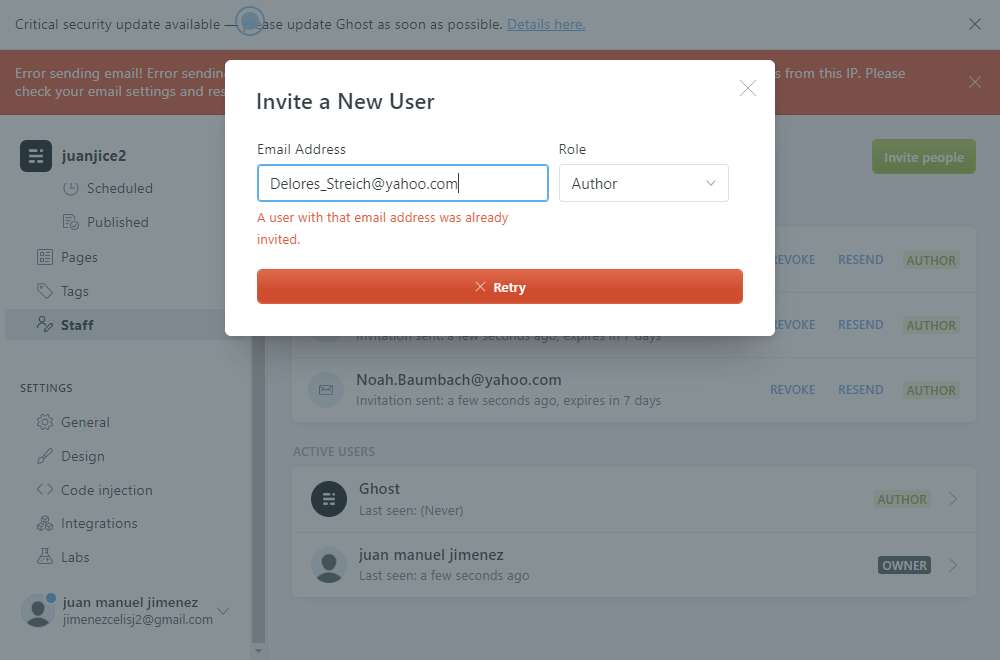 Critical security update available — please update Ghost as soon as possible. Details here.
Error sending email! Error sendin
s from this IP. Please
check your email settings and res
Invite a New User
Email Address
Role
Delores_Streich@yahoo.com
Author
A user with that email address was already
invited.
Retry
juanjice2
Scheduled
Published
Pages
Tags
Staff
SETTINGS
General
Design
Code injection
Integrations
Labs
juan manuel jimenez
jimenezcelisj2@gmail.com
Invite people
REVOKE RESEND AUTHOR
REVOKE RESEND AUTHOR
Invitation sent: a few seconds ago, expires in 7 days
Noah.Baumbach@yahoo.com
Invitation sent: a few seconds ago, expires in 7 days
REVOKE RESEND AUTHOR
ACTIVE USERS
Ghost
Last seen: (Never)
AUTHOR
juan manuel jimenez
Last seen: a few seconds ago
OWNER